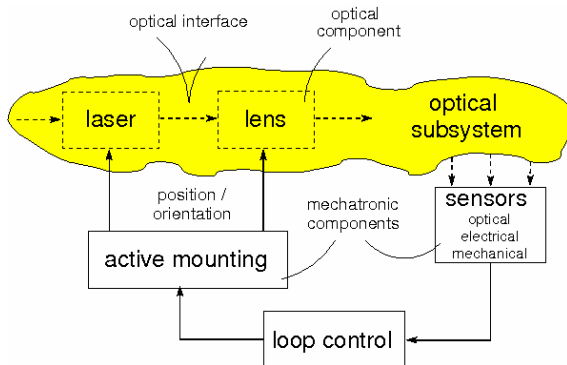 optical interface
optical
component
laser
lens
optical
subsystem
position /
orientation
mechatronic
components
sensors
optical
electrical
mechanical
active mounting
loop control